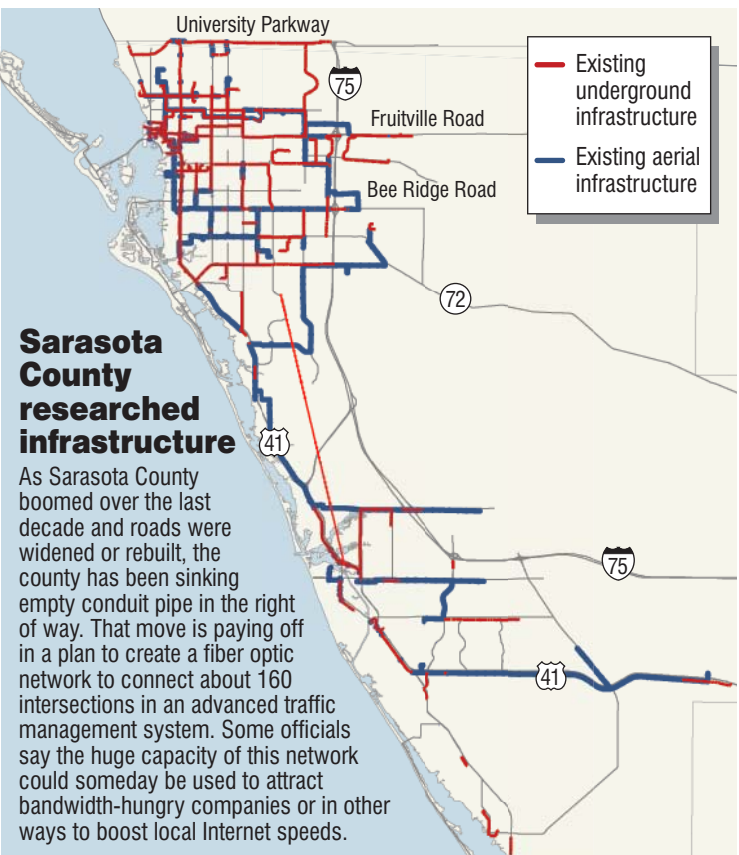 University Parkway
75
Existing
underground
infrastructure
Existing aerial
infrastructure
Fruitville Road
Bee Ridge Road
72
Sarasota
County
researched
infrastructure
41
As Sarasota County
boomed over the last
decade and roads were
widened or rebuilt, the
county has been sinking
empty conduit pipe in the right
of way. That move is paying off
in a plan to create a fiber optic
network to connect about 160
intersections in an advanced traffic
management system. Some officials
say the huge capacity of this network
could someday be used to attract
bandwidth-hungry companies or in other
ways to boost local Internet speeds.
75
41